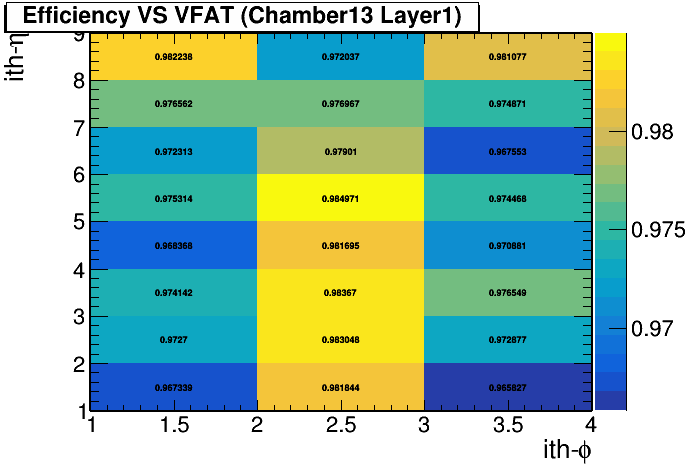 Efficiency VS VFAT (Chamber13 Layer1)
ith-η
9
0.982238 0.972037 0.981077
8
0.976562 0.976967 0.974871
0.98
7
0.972313 0.97901 0.967553
6
0.975314 0.984971 0.974468
0.975
5
0.968368 0.981695 0.970881
4
0.974142 0.98367 0.976549
3
0.97
0.9727 0.983048 0.972877
2
0.967339 0.981844 0.965827
1
1 1.5 2 2.5 3 3.5 4
ith-ϕ